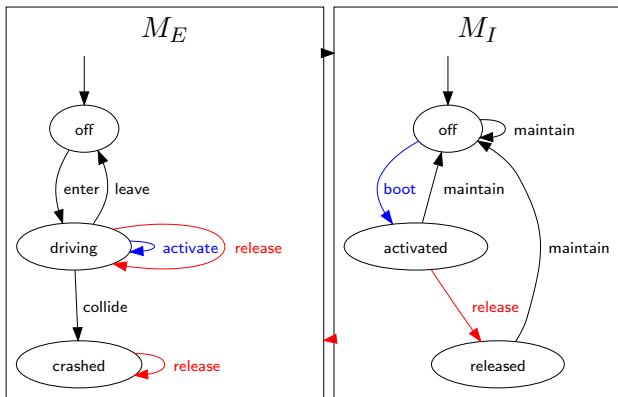 M_E
off
enter
leave
driving
activate
release
collide
crashed
release
M_I
off
maintain
boot
maintain
activated
maintain
release
released